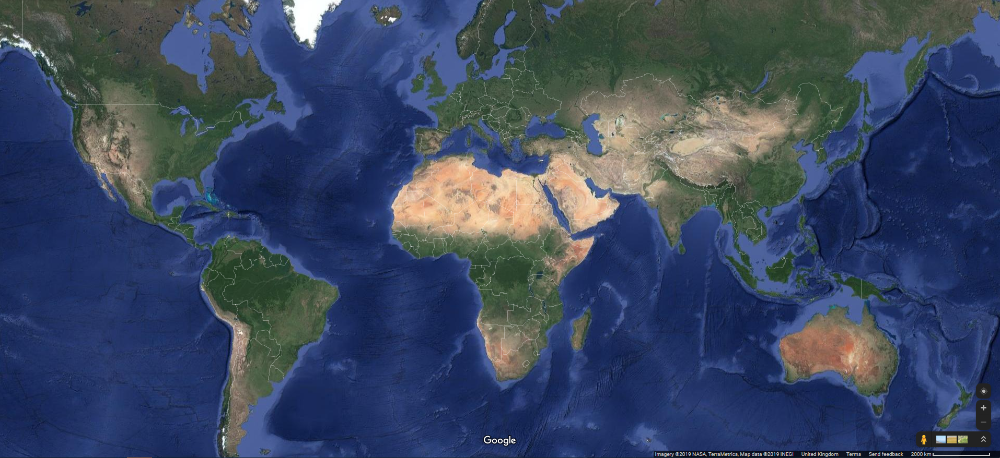 Google
Imagery ©2019 NASA, TerraMetrics, Map data ©2019 INEGI United Kingdom Terms Send feedback 2000 km